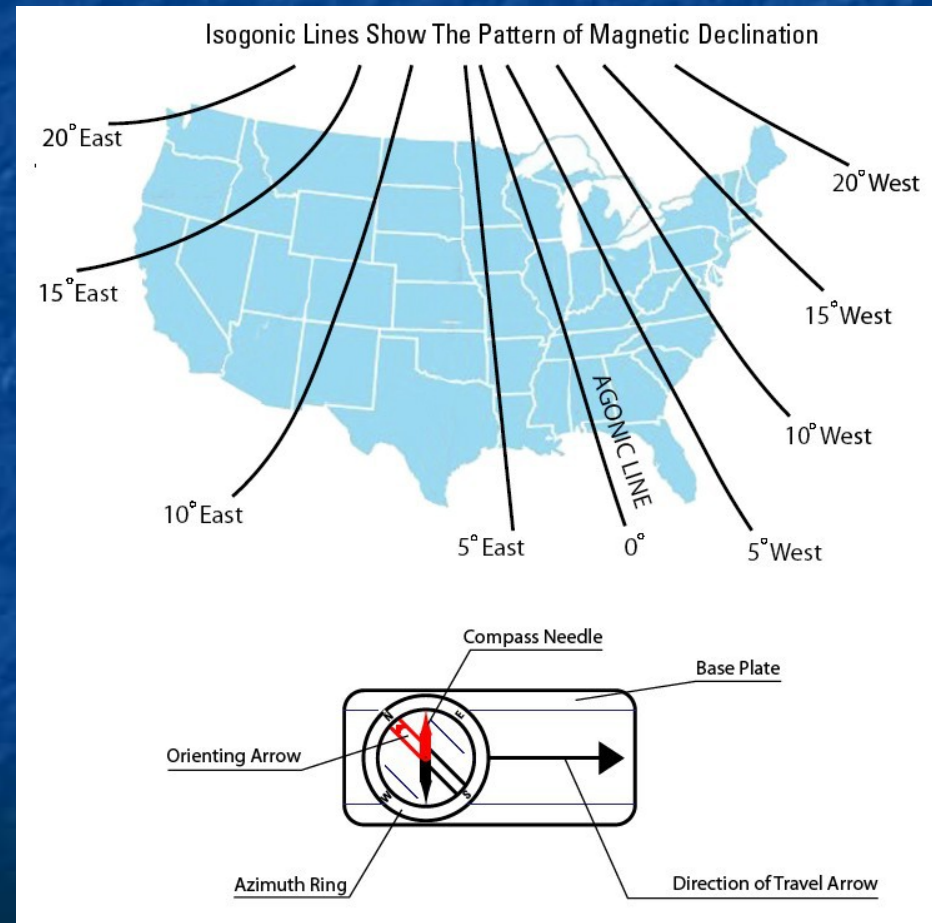 Isogonic Lines Show The Pattern of Magnetic Declination
20° East
20° West
15° East
15° West
10° West
AGONIC LINE
10° East
5° East
0°
5° West
Compass Needle
Base Plate
N
E
Orienting Arrow
W
S
Azimuth Ring
Direction of Travel Arrow